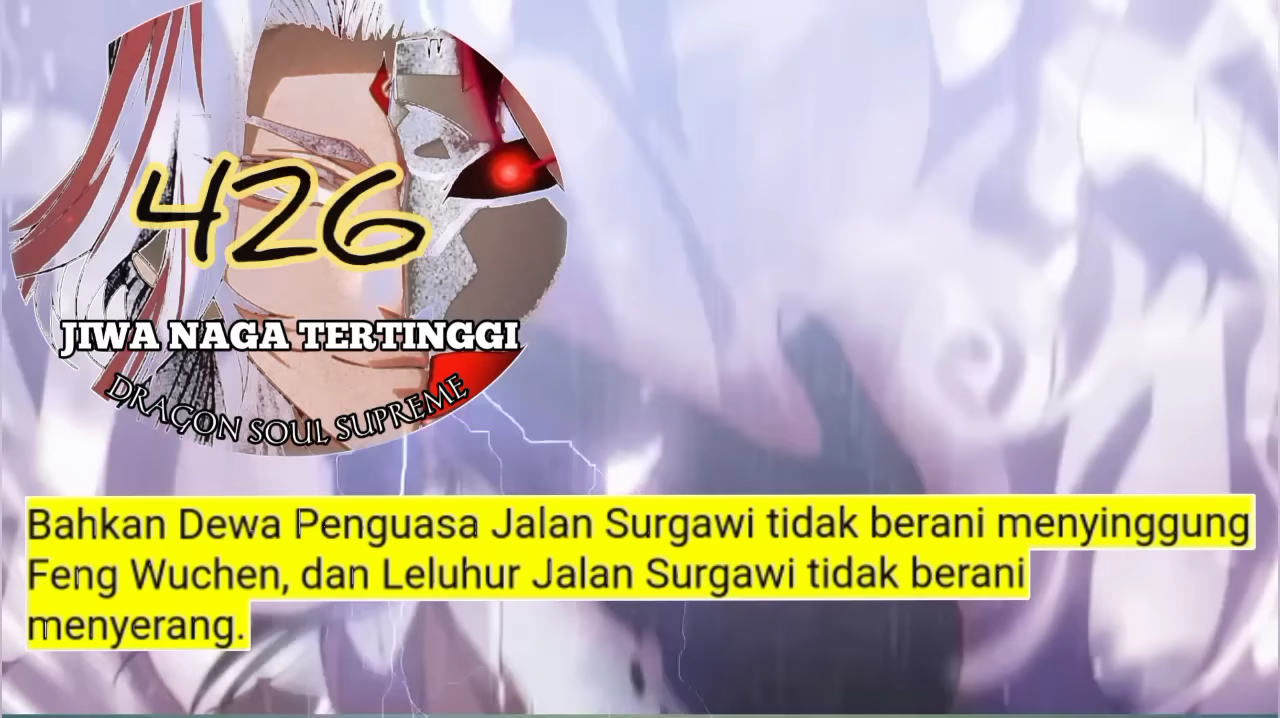 426
JIWA NAGA TERTINGGI
DRAGON SOUL SUPREME
Bahkan Dewa Penguasa Jalan Surgawi tidak berani menyinggung
Feng Wuchen, dan Leluhur Jalan Surgawi tidak berani
menyerang.